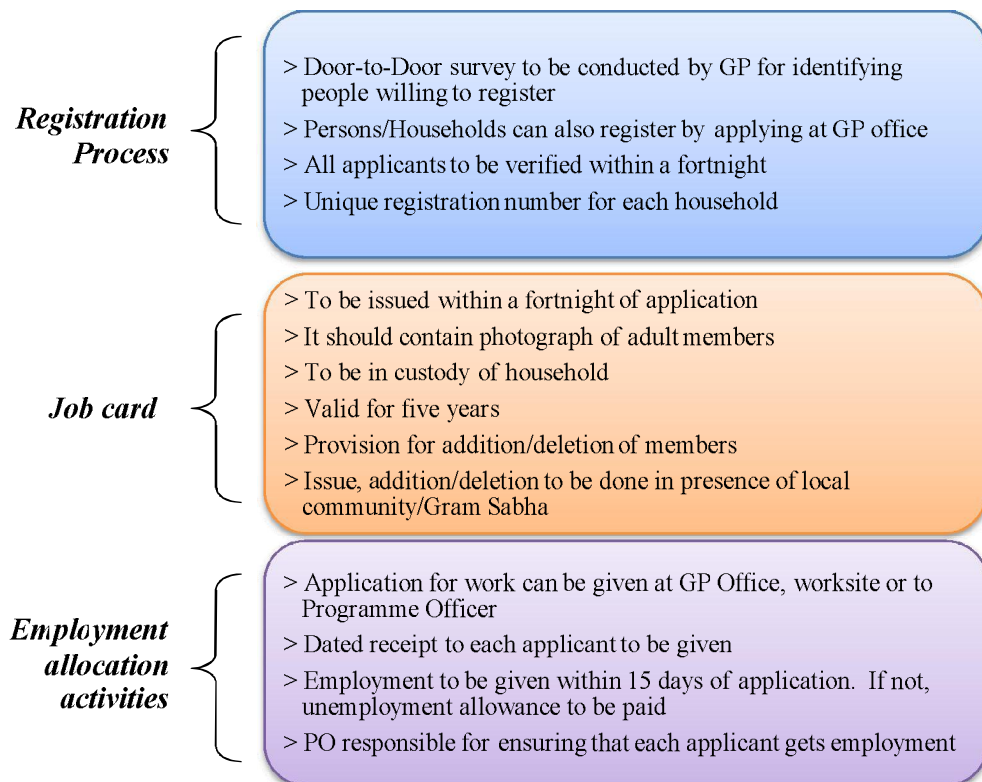 Registration
Process
> Door-to-Door survey to be conducted by GP for identifying
people willing to register
> Persons/Households can also register by applying at GP office
> All applicants to be verified within a fortnight
> Unique registration number for each household
Job card
> To be issued within a fortnight of application
> It should contain photograph of adult members
> To be in custody of household
> Valid for five years
> Provision for addition/deletion of members
> Issue, addition/deletion to be done in presence of local
community/Gram Sabha
Employment
allocation
activities
> Application for work can be given at GP Office, worksite or to
Programme Officer
> Dated receipt to each applicant to be given
> Employment to be given within 15 days of application. If not,
unemployment allowance to be paid
> PO responsible for ensuring that each applicant gets employment